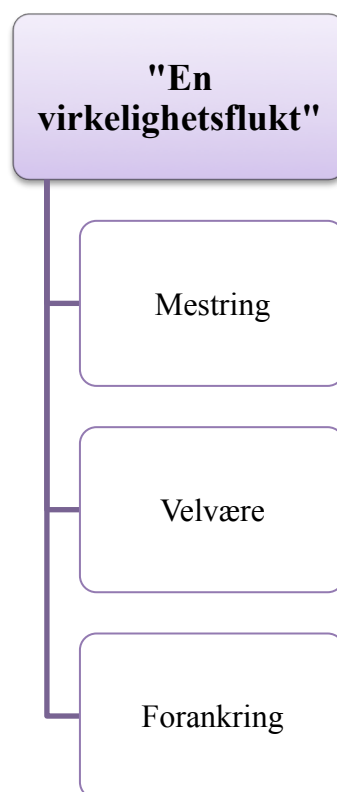 "En
virkelighetsflukt"
Mestring
Velvære
Forankring